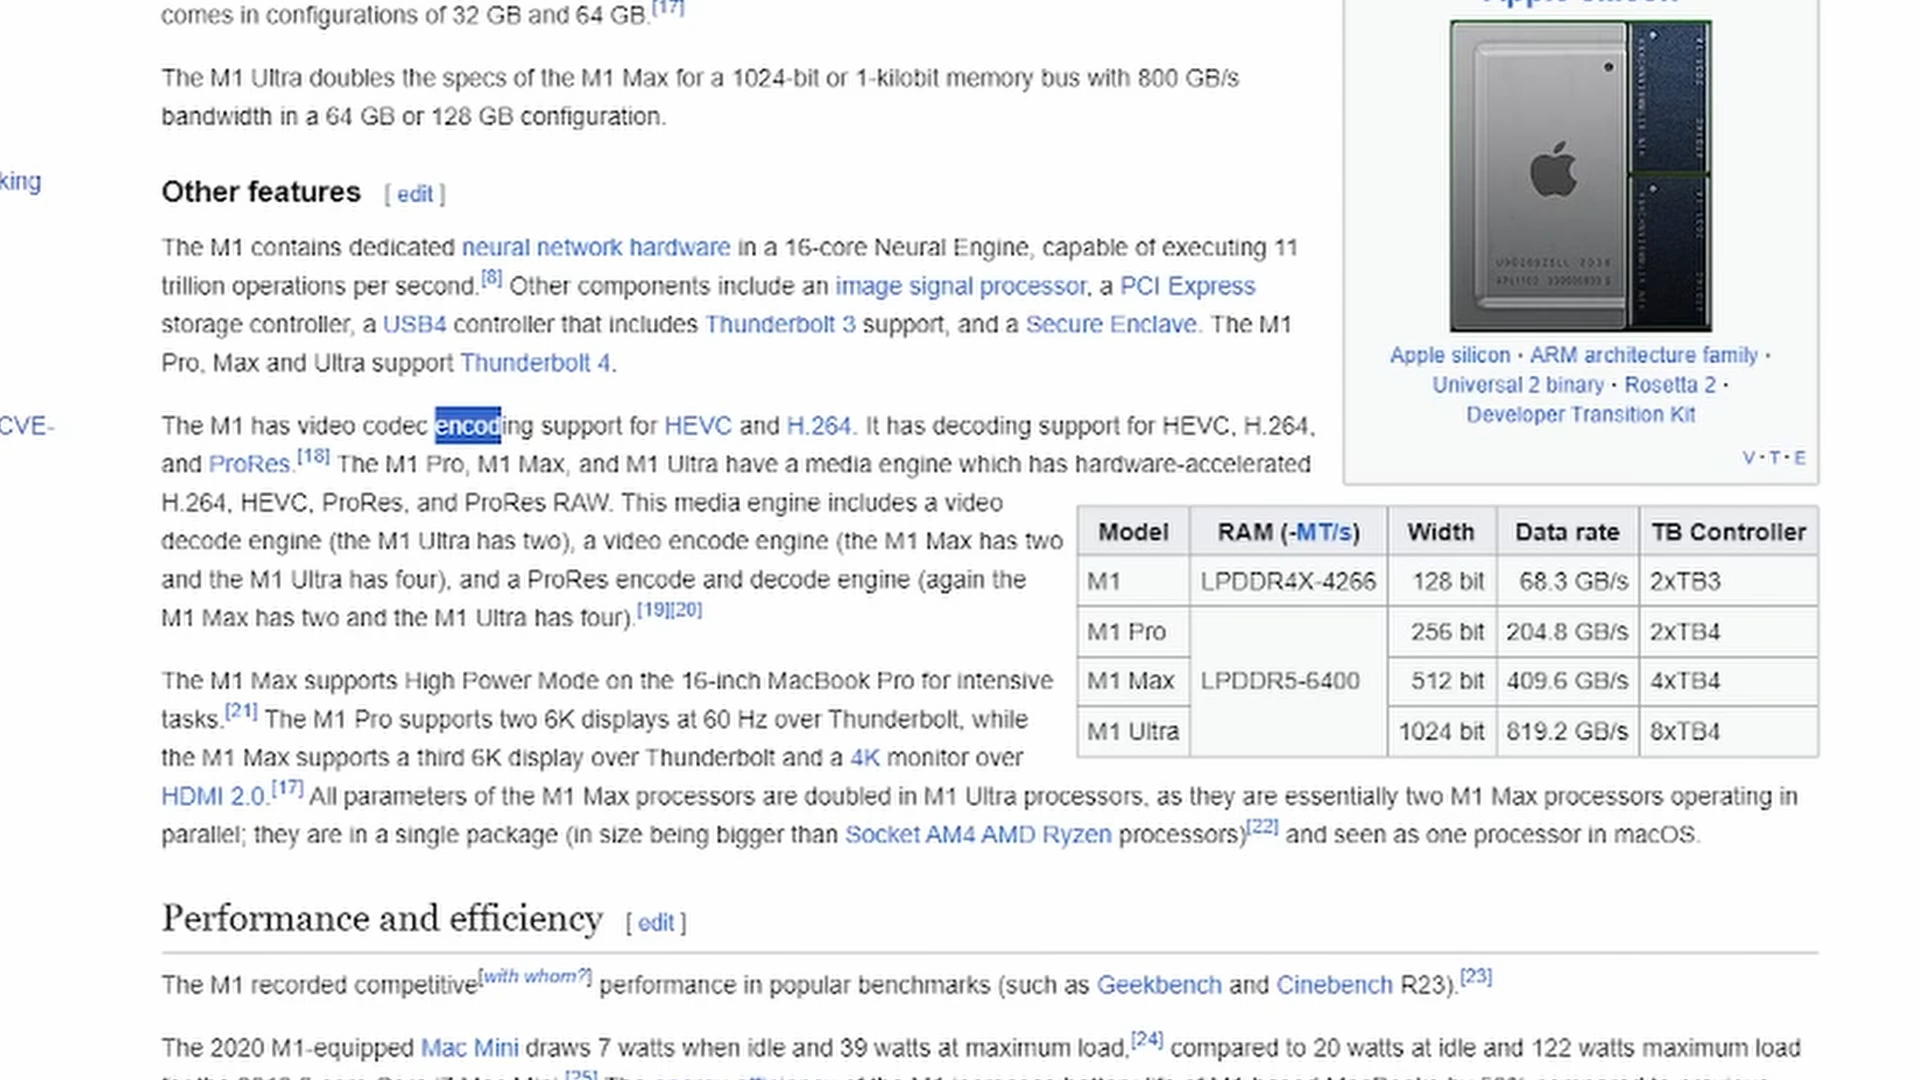 comes in configurations of 32 GB and 64 GB.[17]
The M1 Ultra doubles the specs of the M1 Max for a 1024-bit or 1-kilobit memory bus with 800 GB/s
bandwidth in a 64 GB or 128 GB configuration.
king
Other features [ edit ]
The M1 contains dedicated neural network hardware in a 16-core Neural Engine, capable of executing 11
trillion operations per second.[8] Other components include an image signal processor, a PCI Express
storage controller, a USB4 controller that includes Thunderbolt 3 support, and a Secure Enclave. The M1
Pro, Max and Ultra support Thunderbolt 4.
CVE-
The M1 has video codec encoding support for HEVC and H.264. It has decoding support for HEVC, H.264,
and ProRes.[18] The M1 Pro, M1 Max, and M1 Ultra have a media engine which has hardware-accelerated
H.264, HEVC, ProRes, and ProRes RAW. This media engine includes a video
decode engine (the M1 Ultra has two), a video encode engine (the M1 Max has two
and the M1 Ultra has four), and a ProRes encode and decode engine (again the
M1 Max has two and the M1 Ultra has four).[19][20]
The M1 Max supports High Power Mode on the 16-inch MacBook Pro for intensive
tasks.[21] The M1 Pro supports two 6K displays at 60 Hz over Thunderbolt, while
the M1 Max supports a third 6K display over Thunderbolt and a 4K monitor over
HDMI 2.0.[17] All parameters of the M1 Max processors are doubled in M1 Ultra processors, as they are essentially two M1 Max processors operating in
parallel; they are in a single package (in size being bigger than Socket AM4 AMD Ryzen processors)[22] and seen as one processor in macOS.
Apple silicon
Apple silicon · ARM architecture family ·
Universal 2 binary · Rosetta 2 ·
Developer Transition Kit
V·T·E
Model RAM (-MT/s) Width Data rate TB Controller
M1 LPDDR4X-4266 128 bit 68.3 GB/s 2xTB3
M1 Pro 256 bit 204.8 GB/s 2xTB4
M1 Max LPDDR5-6400 512 bit 409.6 GB/s 4xTB4
M1 Ultra 1024 bit 819.2 GB/s 8xTB4
Performance and efficiency [ edit ]
The M1 recorded competitive[with whom?] performance in popular benchmarks (such as Geekbench and Cinebench R23).[23]
The 2020 M1-equipped Mac Mini draws 7 watts when idle and 39 watts at maximum load,[24] compared to 20 watts at idle and 122 watts maximum load